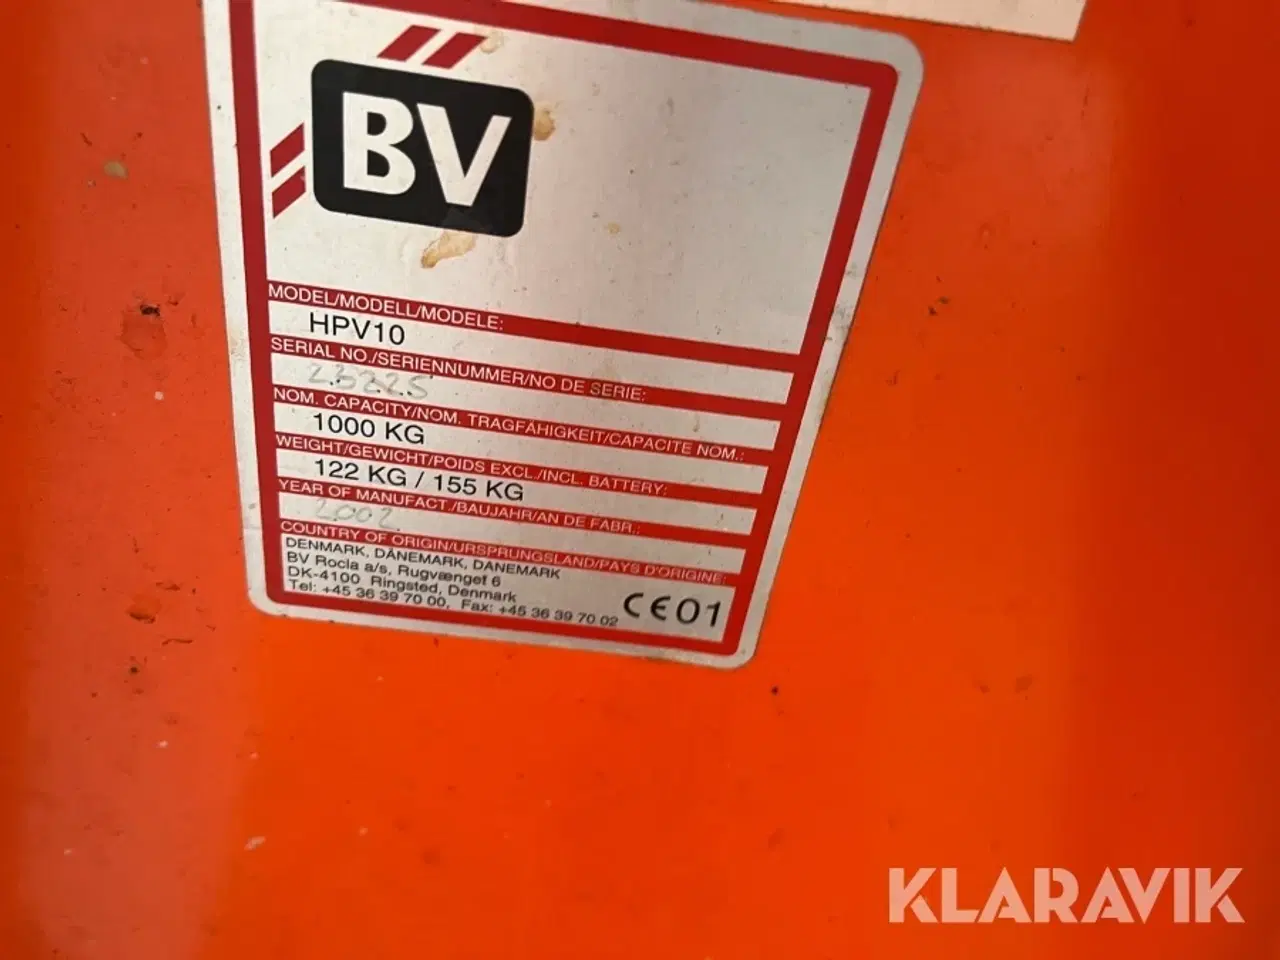 BV
MODEL/MODELL/MODELE:
HPV10
SERIAL NO./SERIENNUMMER/NO DE SERIE:
NOM. CAPACITY/NOM. TRAGFÄHIGKEIT/CAPACITE NOM.:
1000 KG
WEIGHT/GEWICHT/POIDS EXCL./INCL. BATTERY:
122 KG / 155 KG
YEAR OF MANUFACT./BAUJAHR/AN DE FABR.:
2002
COUNTRY OF ORIGIN/URSPRUNGSLAND/PAYS D'ORIGINE:
DENMARK, DÄNEMARK, DANEMARK
BV Rocla a/s, Rugvænget 6
DK-4100 Ringsted, Denmark
Tel: +45 36 39 70 00, Fax: +45 36 39 70 02
CE01
KLARAVIK